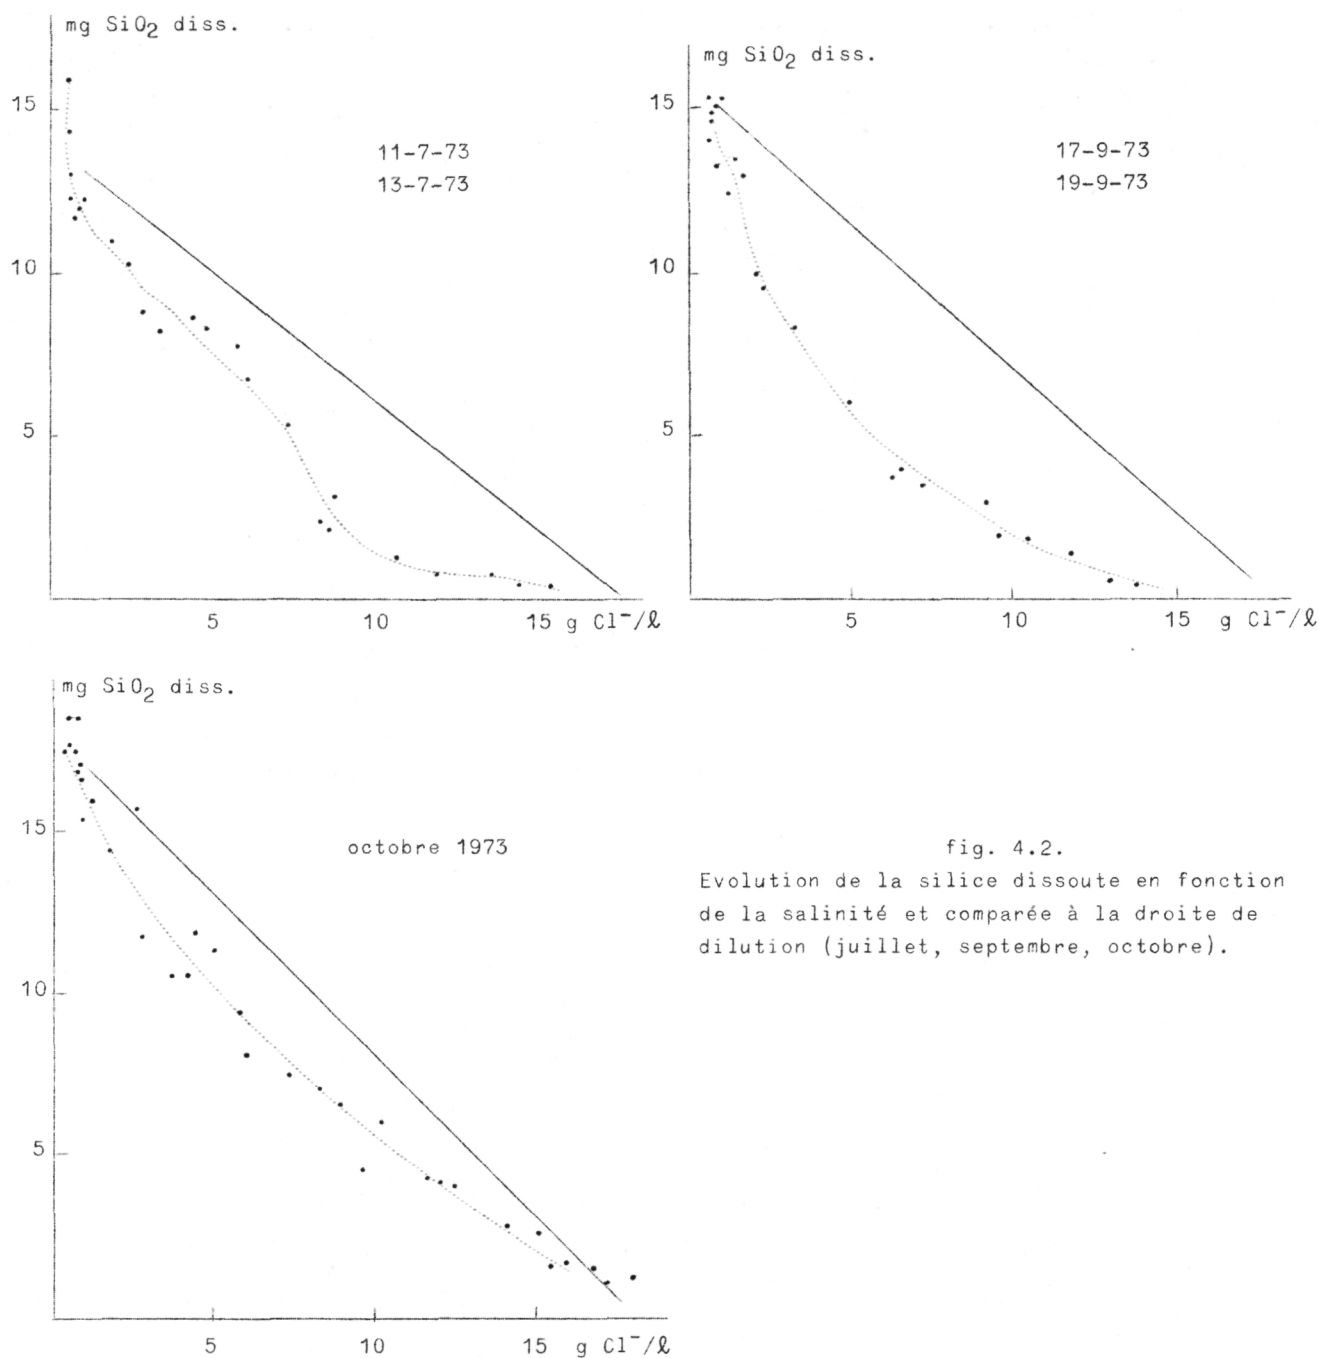 mg SiO2 diss.
15
10
5
11-7-73
13-7-73
5 10 15 g Cl⁻/ℓ
mg SiO2 diss.
15
10
5
17-9-73
19-9-73
5 10 15 g Cl⁻/ℓ
mg SiO2 diss.
15
10
5
octobre 1973
5 10 15 g Cl⁻/ℓ
fig. 4.2.
Evolution de la silice dissoute en fonction
de la salinité et comparée à la droite de
dilution (juillet, septembre, octobre).